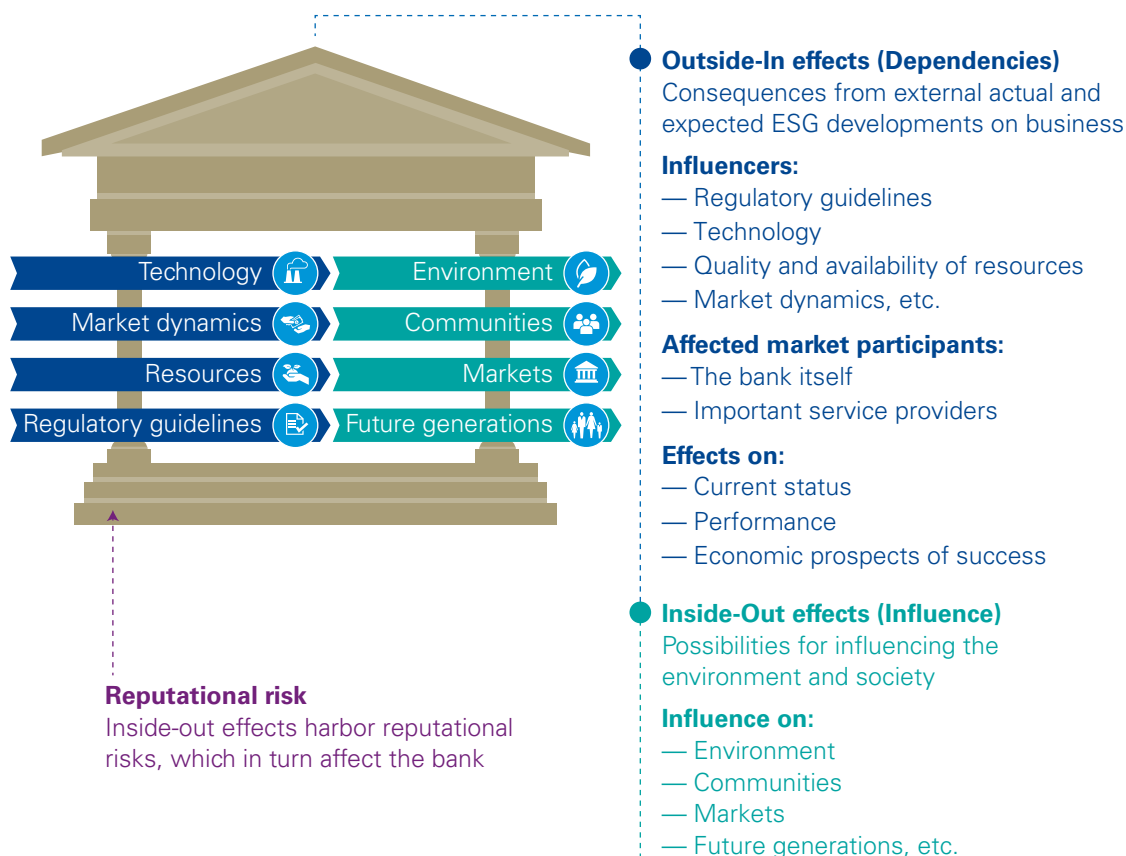 Technology
Environment
Market dynamics
Communities
Resources
Markets
Regulatory guidelines
Future generations
Reputational risk
Inside-out effects harbor reputational
risks, which in turn affect the bank
Outside-In effects (Dependencies)
Consequences from external actual and
expected ESG developments on business
Influencers:
— Regulatory guidelines
— Technology
— Quality and availability of resources
— Market dynamics, etc.
Affected market participants:
— The bank itself
— Important service providers
Effects on:
— Current status
— Performance
— Economic prospects of success
Inside-Out effects (Influence)
Possibilities for influencing the
environment and society
Influence on:
— Environment
— Communities
— Markets
— Future generations, etc.